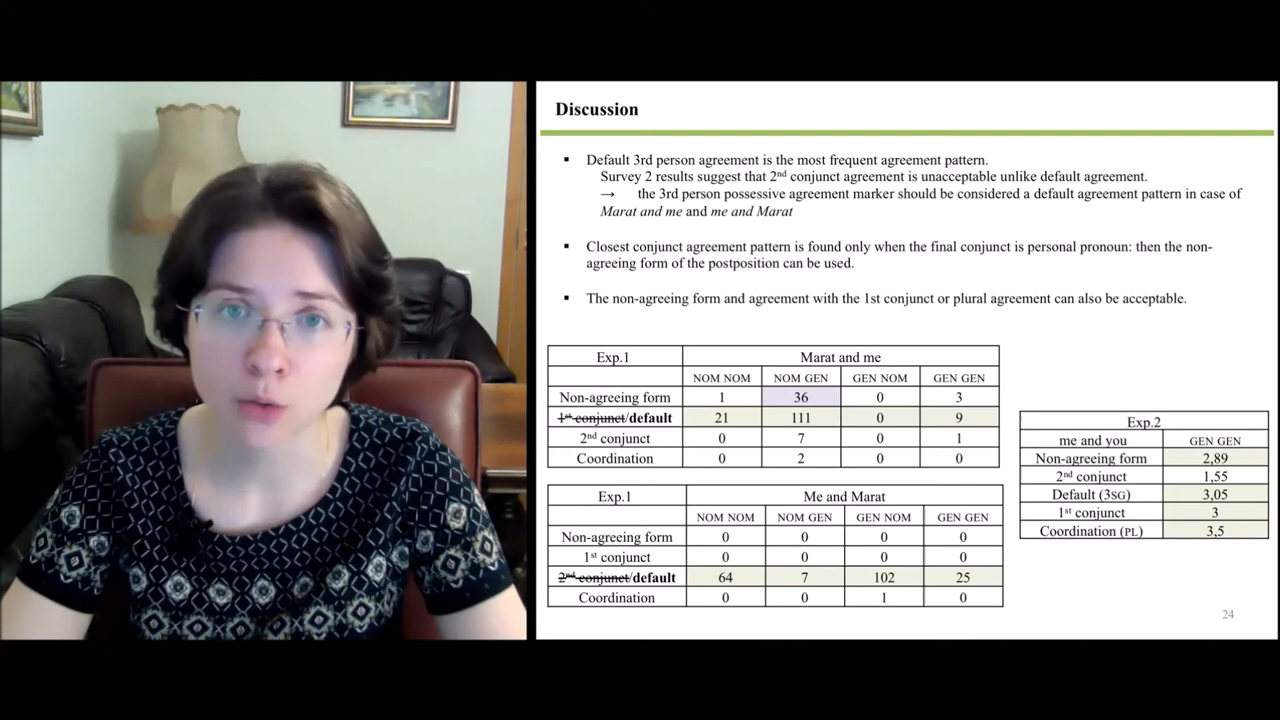 Discussion
▪ Default 3rd person agreement is the most frequent agreement pattern.
Survey 2 results suggest that 2nd conjunct agreement is unacceptable unlike default agreement.
→ the 3rd person possessive agreement marker should be considered a default agreement pattern in case of
Marat and me and me and Marat
▪ Closest conjunct agreement pattern is found only when the final conjunct is personal pronoun: then the non-
agreeing form of the postposition can be used.
▪ The non-agreeing form and agreement with the 1st conjunct or plural agreement can also be acceptable.
Exp.1 Marat and me
NOM NOM NOM GEN GEN NOM GEN GEN
Non-agreeing form 1 36 0 3
1st conjunct/default 21 111 0 9
2nd conjunct 0 7 0 1
Coordination 0 2 0 0
Exp.1 Me and Marat
NOM NOM NOM GEN GEN NOM GEN GEN
Non-agreeing form 0 0 0 0
1st conjunct 0 0 0 0
2nd conjunct/default 64 7 102 25
Coordination 0 0 1 0
Exp.2
me and you GEN GEN
Non-agreeing form 2,89
2nd conjunct 1,55
Default (3SG) 3,05
1st conjunct 3
Coordination (PL) 3,5
24